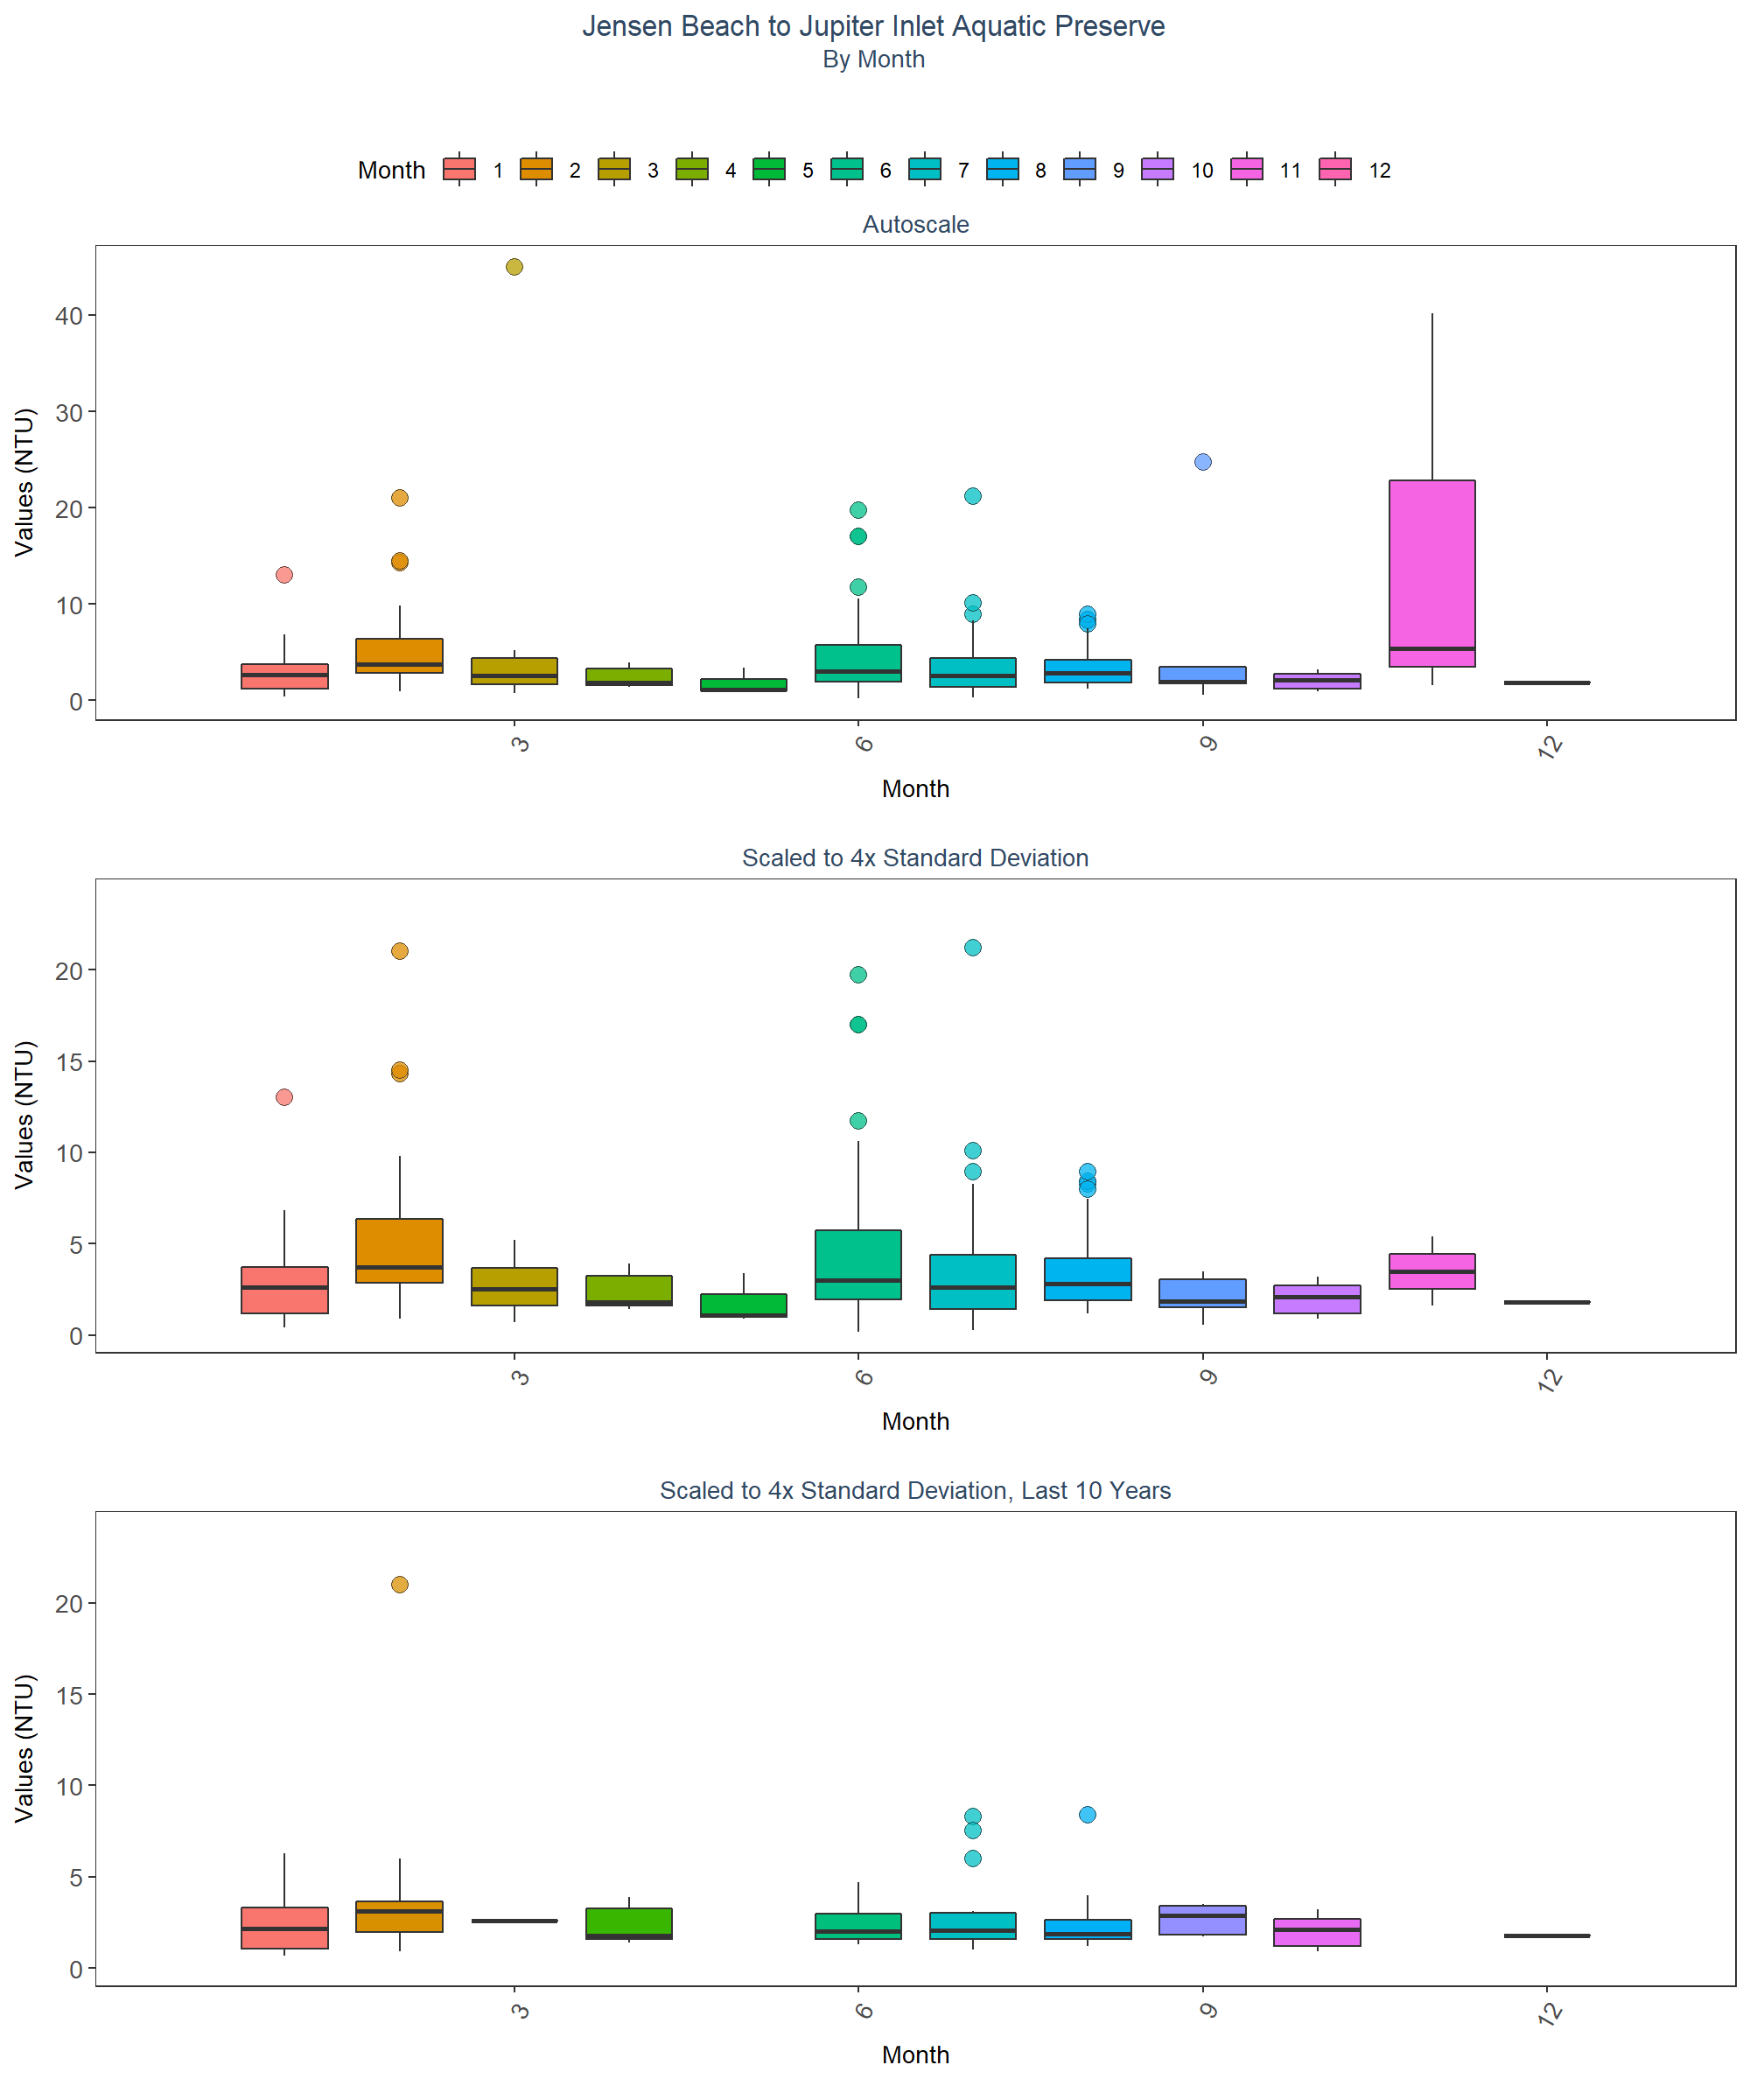 Jensen Beach to Jupiter Inlet Aquatic Preserve
By Month
Month 1 2 3 4 5 6 7 8 9 10 11 12
Autoscale
Values (NTU)
40
30
20
10
0
3 6 9 12
Month
Scaled to 4x Standard Deviation
Values (NTU)
20
15
10
5
0
3 6 9 12
Month
Scaled to 4x Standard Deviation, Last 10 Years
Values (NTU)
20
15
10
5
0
3 6 9 12
Month